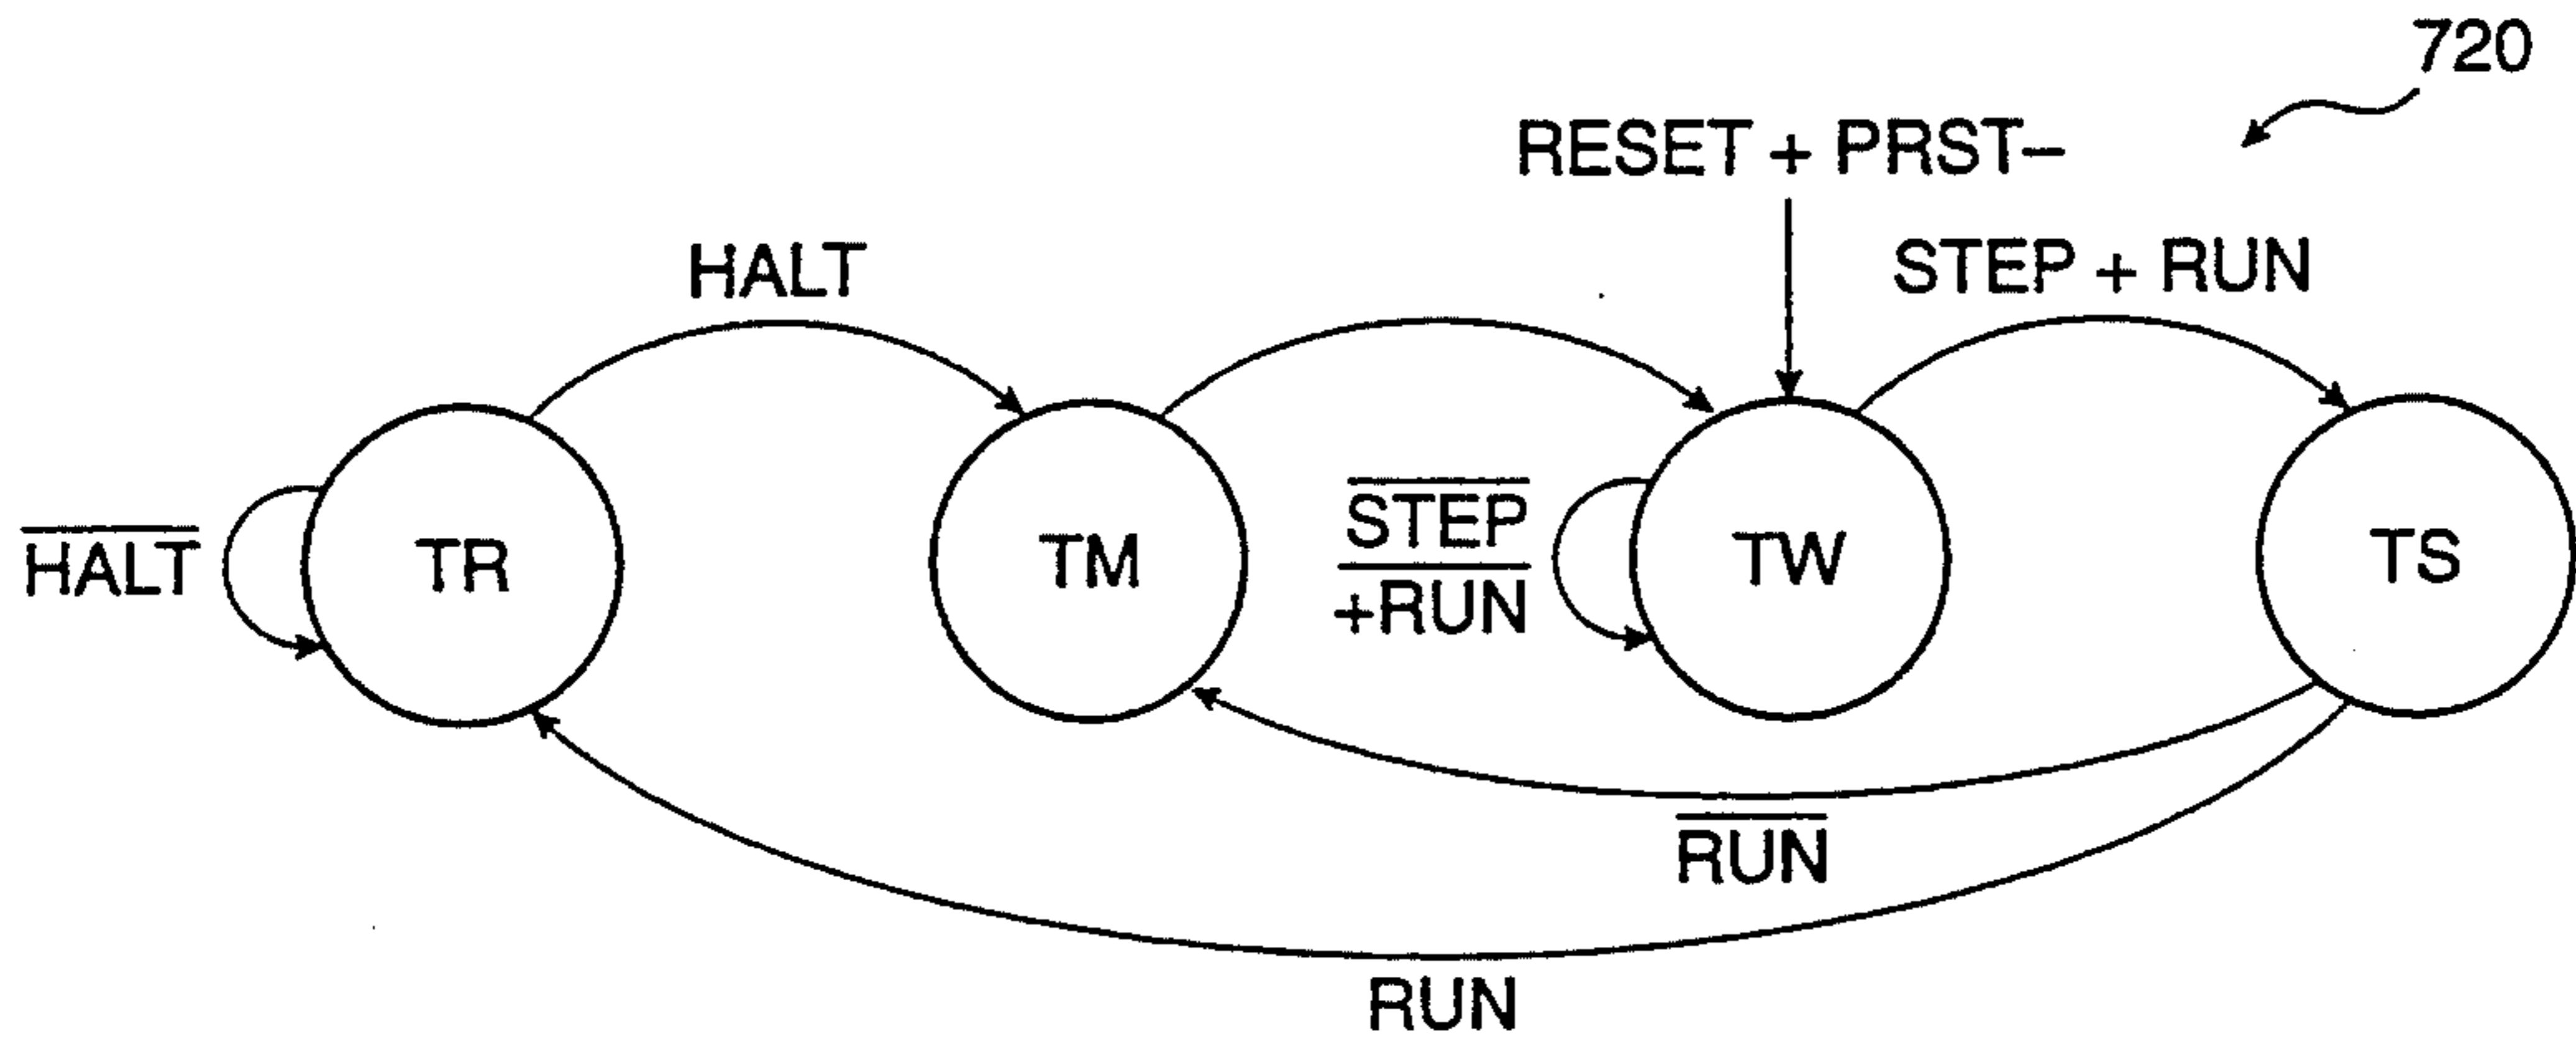 720
RESET + PRST–
STEP + RUN
HALT
HALT
TR
TM
STEP
+RUN
TW
TS
RUN
RUN